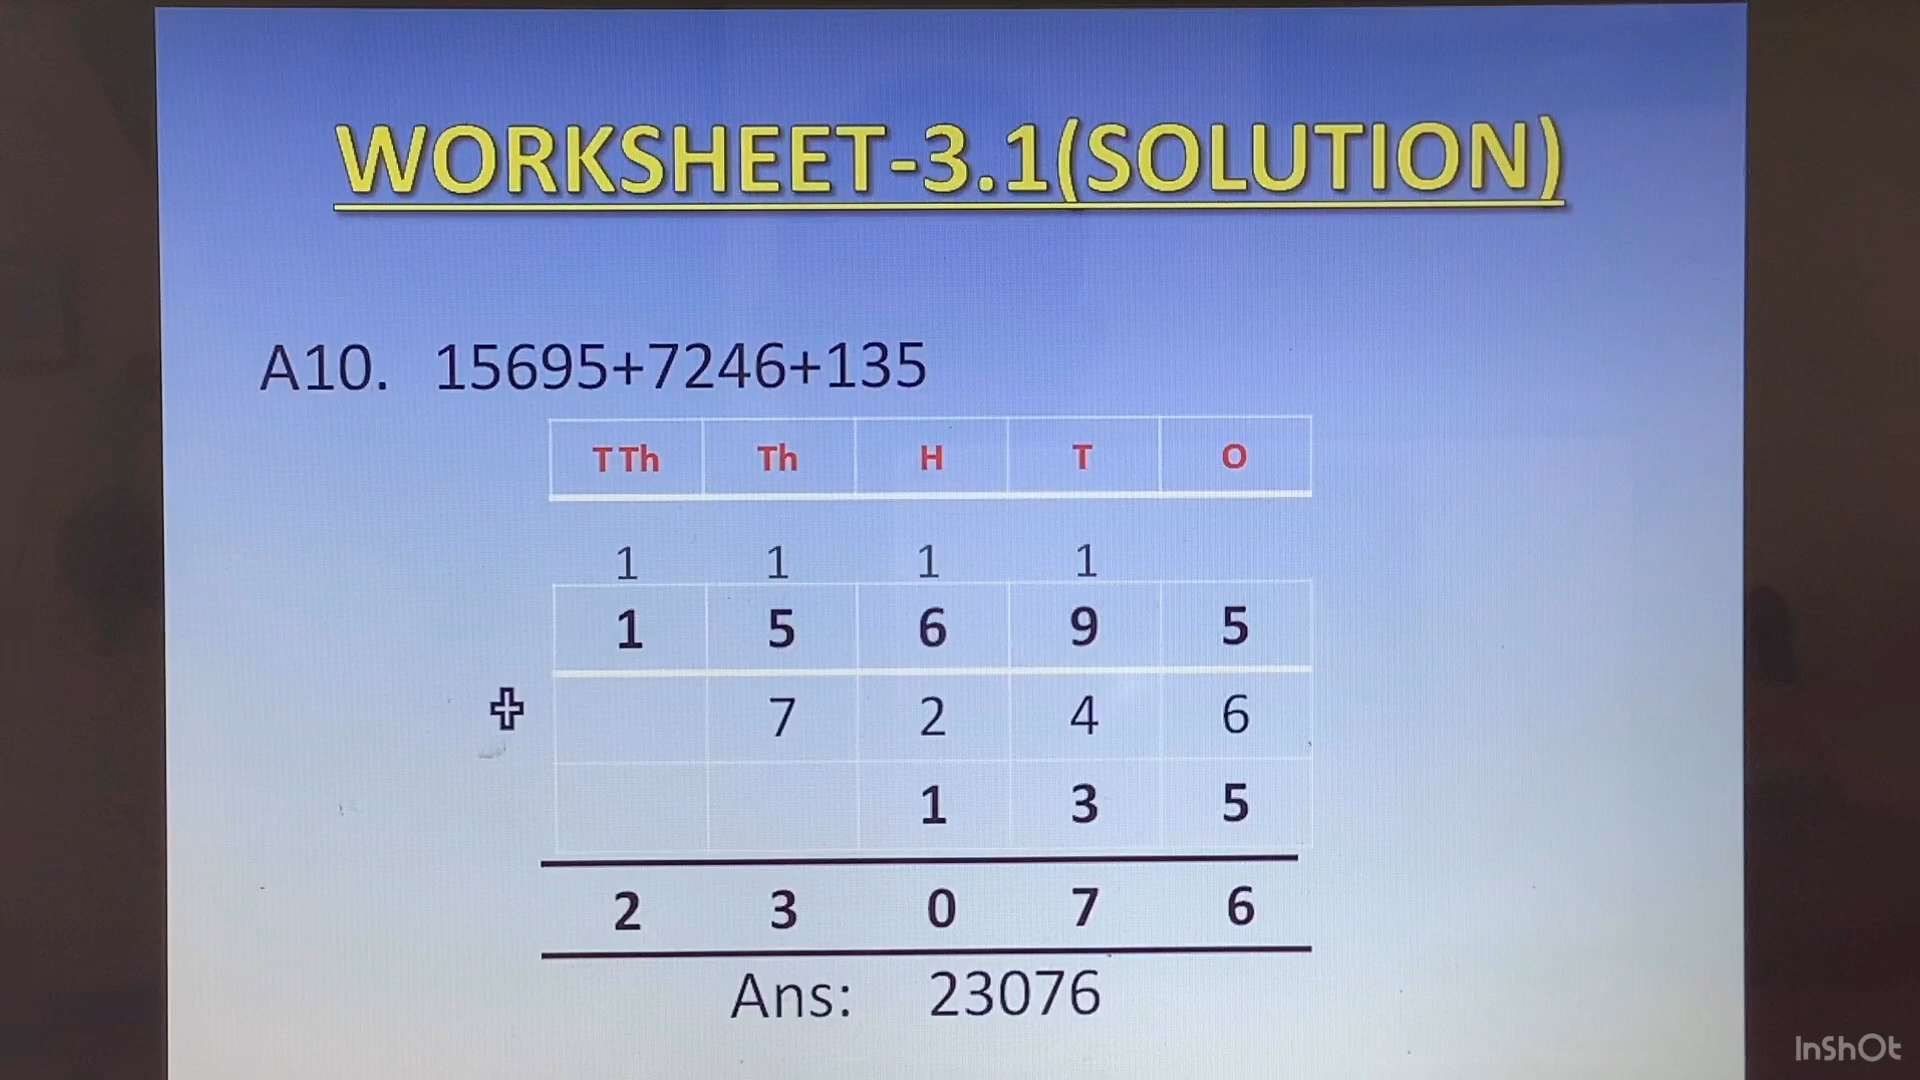 WORKSHEET-3.1(SOLUTION)
A10. 15695+7246+135
T Th Th H T O
1 1 1 1
1 5 6 9 5
+ 7 2 4 6
1 3 5
2 3 0 7 6
Ans: 23076
InShOt